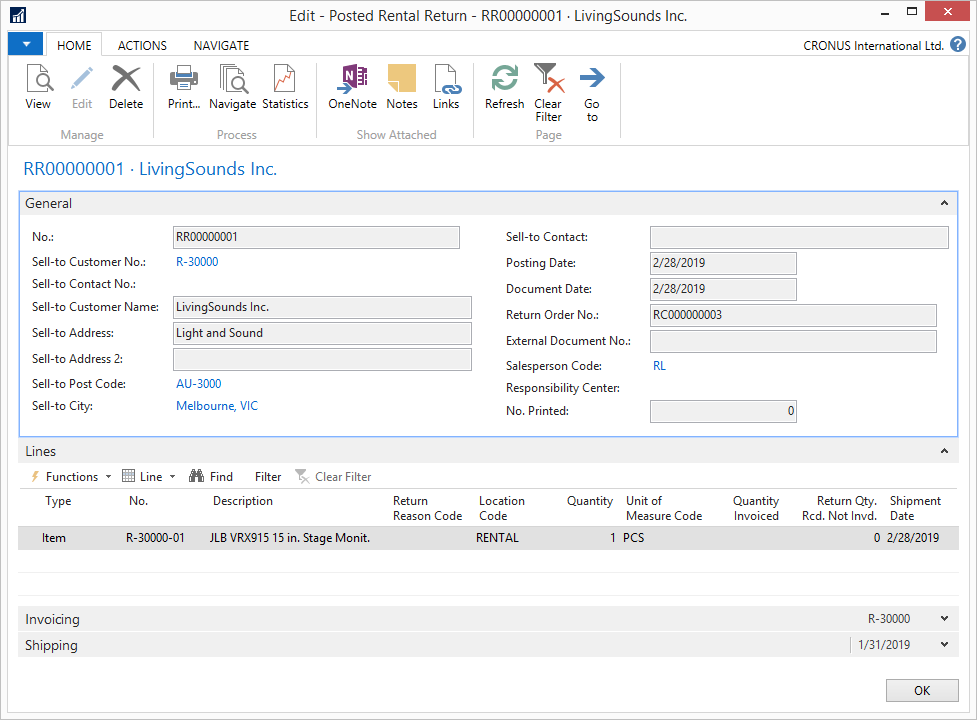 Edit - Posted Rental Return - RR00000001 · LivingSounds Inc.
HOME ACTIONS NAVIGATE CRONUS International Ltd. ?
View Edit Delete Print... Navigate Statistics OneNote Notes Links Refresh Clear Filter Go to
Manage Process Show Attached Page
RR00000001 · LivingSounds Inc.
General
No.: RR00000001 Sell-to Contact:
Sell-to Customer No.: R-30000 Posting Date: 2/28/2019
Sell-to Contact No.: Document Date: 2/28/2019
Sell-to Customer Name: LivingSounds Inc. Return Order No.: RC000000003
Sell-to Address: Light and Sound External Document No.:
Sell-to Address 2: Salesperson Code: RL
Sell-to Post Code: AU-3000 Responsibility Center:
Sell-to City: Melbourne, VIC No. Printed: 0
Lines
Functions Line Find Filter Clear Filter
Type No. Description Return Reason Code Location Code Quantity Unit of Measure Code Quantity Invoiced Return Qty. Rcd. Not Invd. Shipment Date
Item R-30000-01 JLB VRX915 15 in. Stage Monit. RENTAL 1 PCS 0 2/28/2019
Invoicing R-30000
Shipping 1/31/2019
OK